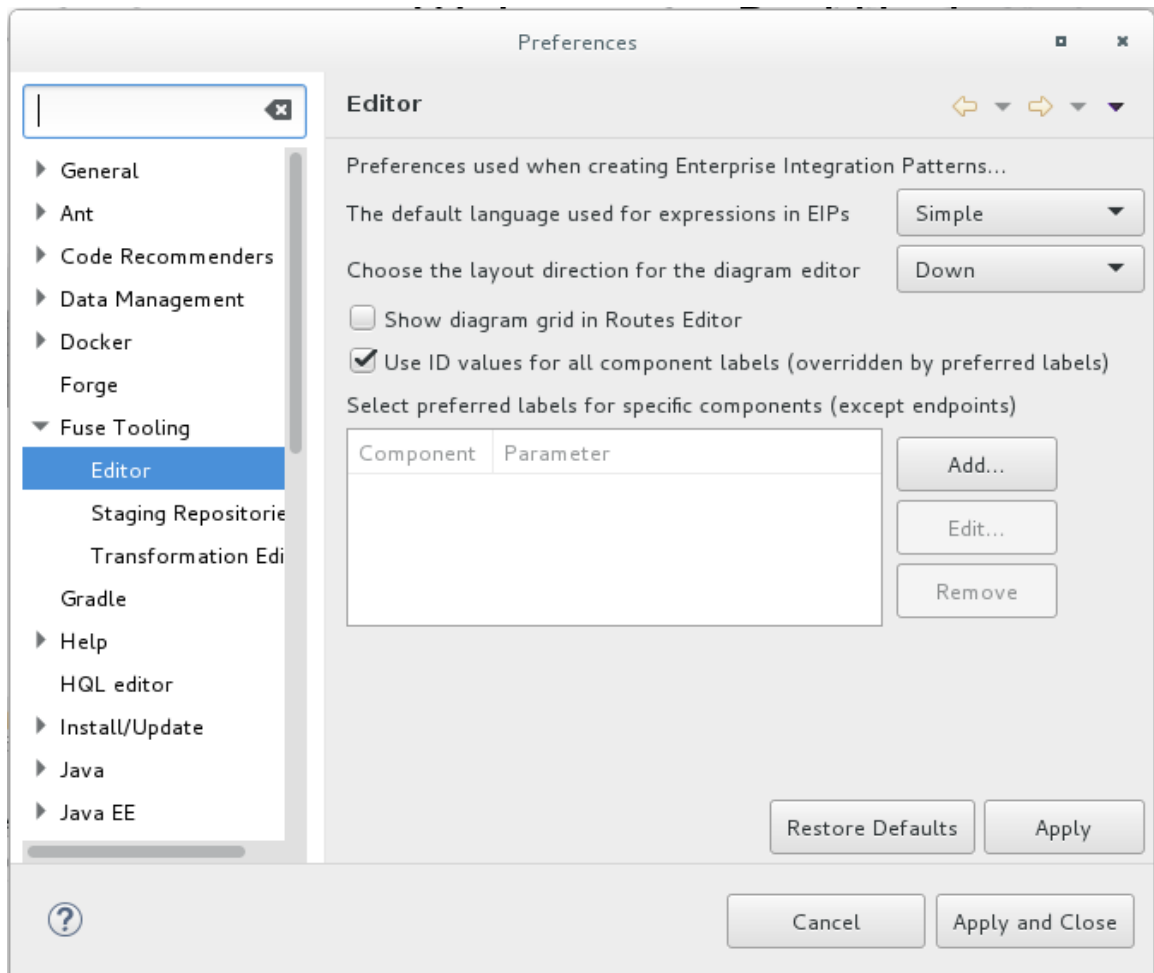 Preferences
Editor
General
Ant
Code Recommenders
Data Management
Docker
Forge
Fuse Tooling
Editor
Staging Repositorie
Transformation Edi
Gradle
Help
HQL editor
Install/Update
Java
Java EE
Preferences used when creating Enterprise Integration Patterns...
The default language used for expressions in EIPs
Simple
Choose the layout direction for the diagram editor
Down
Show diagram grid in Routes Editor
Use ID values for all component labels (overridden by preferred labels)
Select preferred labels for specific components (except endpoints)
Component Parameter
Add...
Edit...
Remove
Restore Defaults
Apply
?
Cancel
Apply and Close